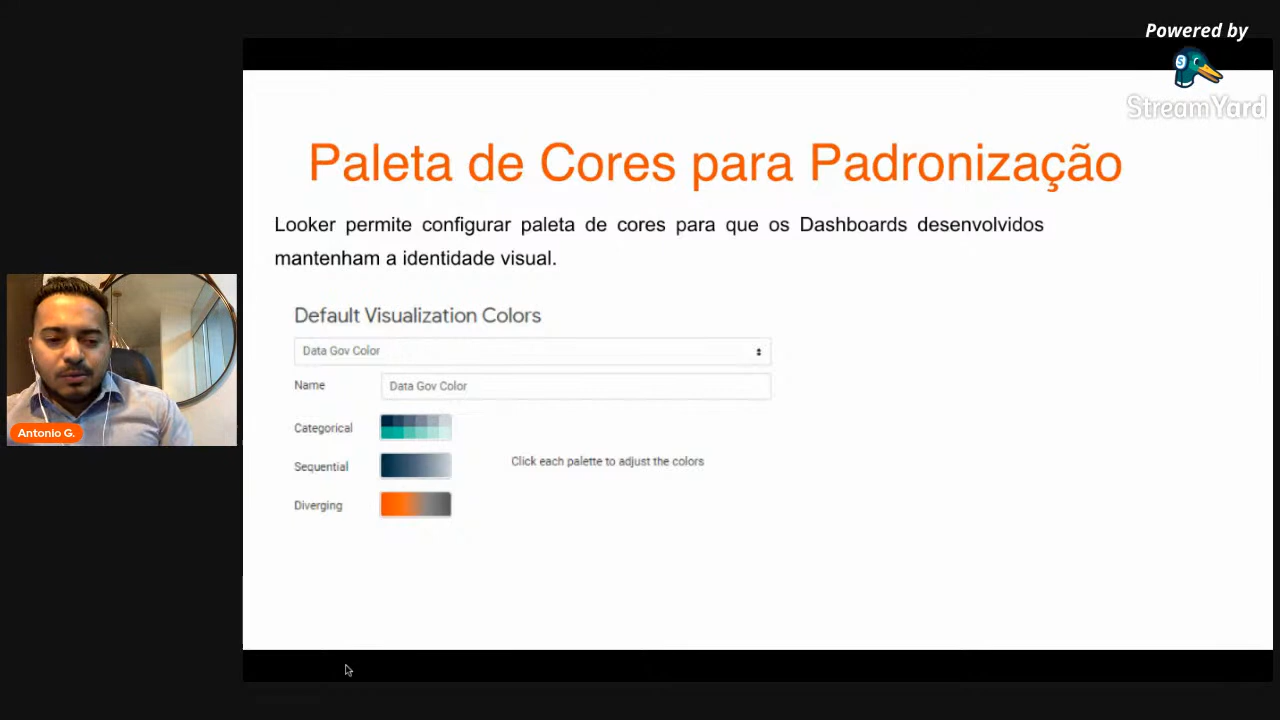 Powered by
StreamYard
Paleta de Cores para Padronização
Looker permite configurar paleta de cores para que os Dashboards desenvolvidos
mantenham a identidade visual.
Default Visualization Colors
Data Gov Color
Name
Data Gov Color
Categorical
Sequential
Click each palette to adjust the colors
Diverging
Antonio G.